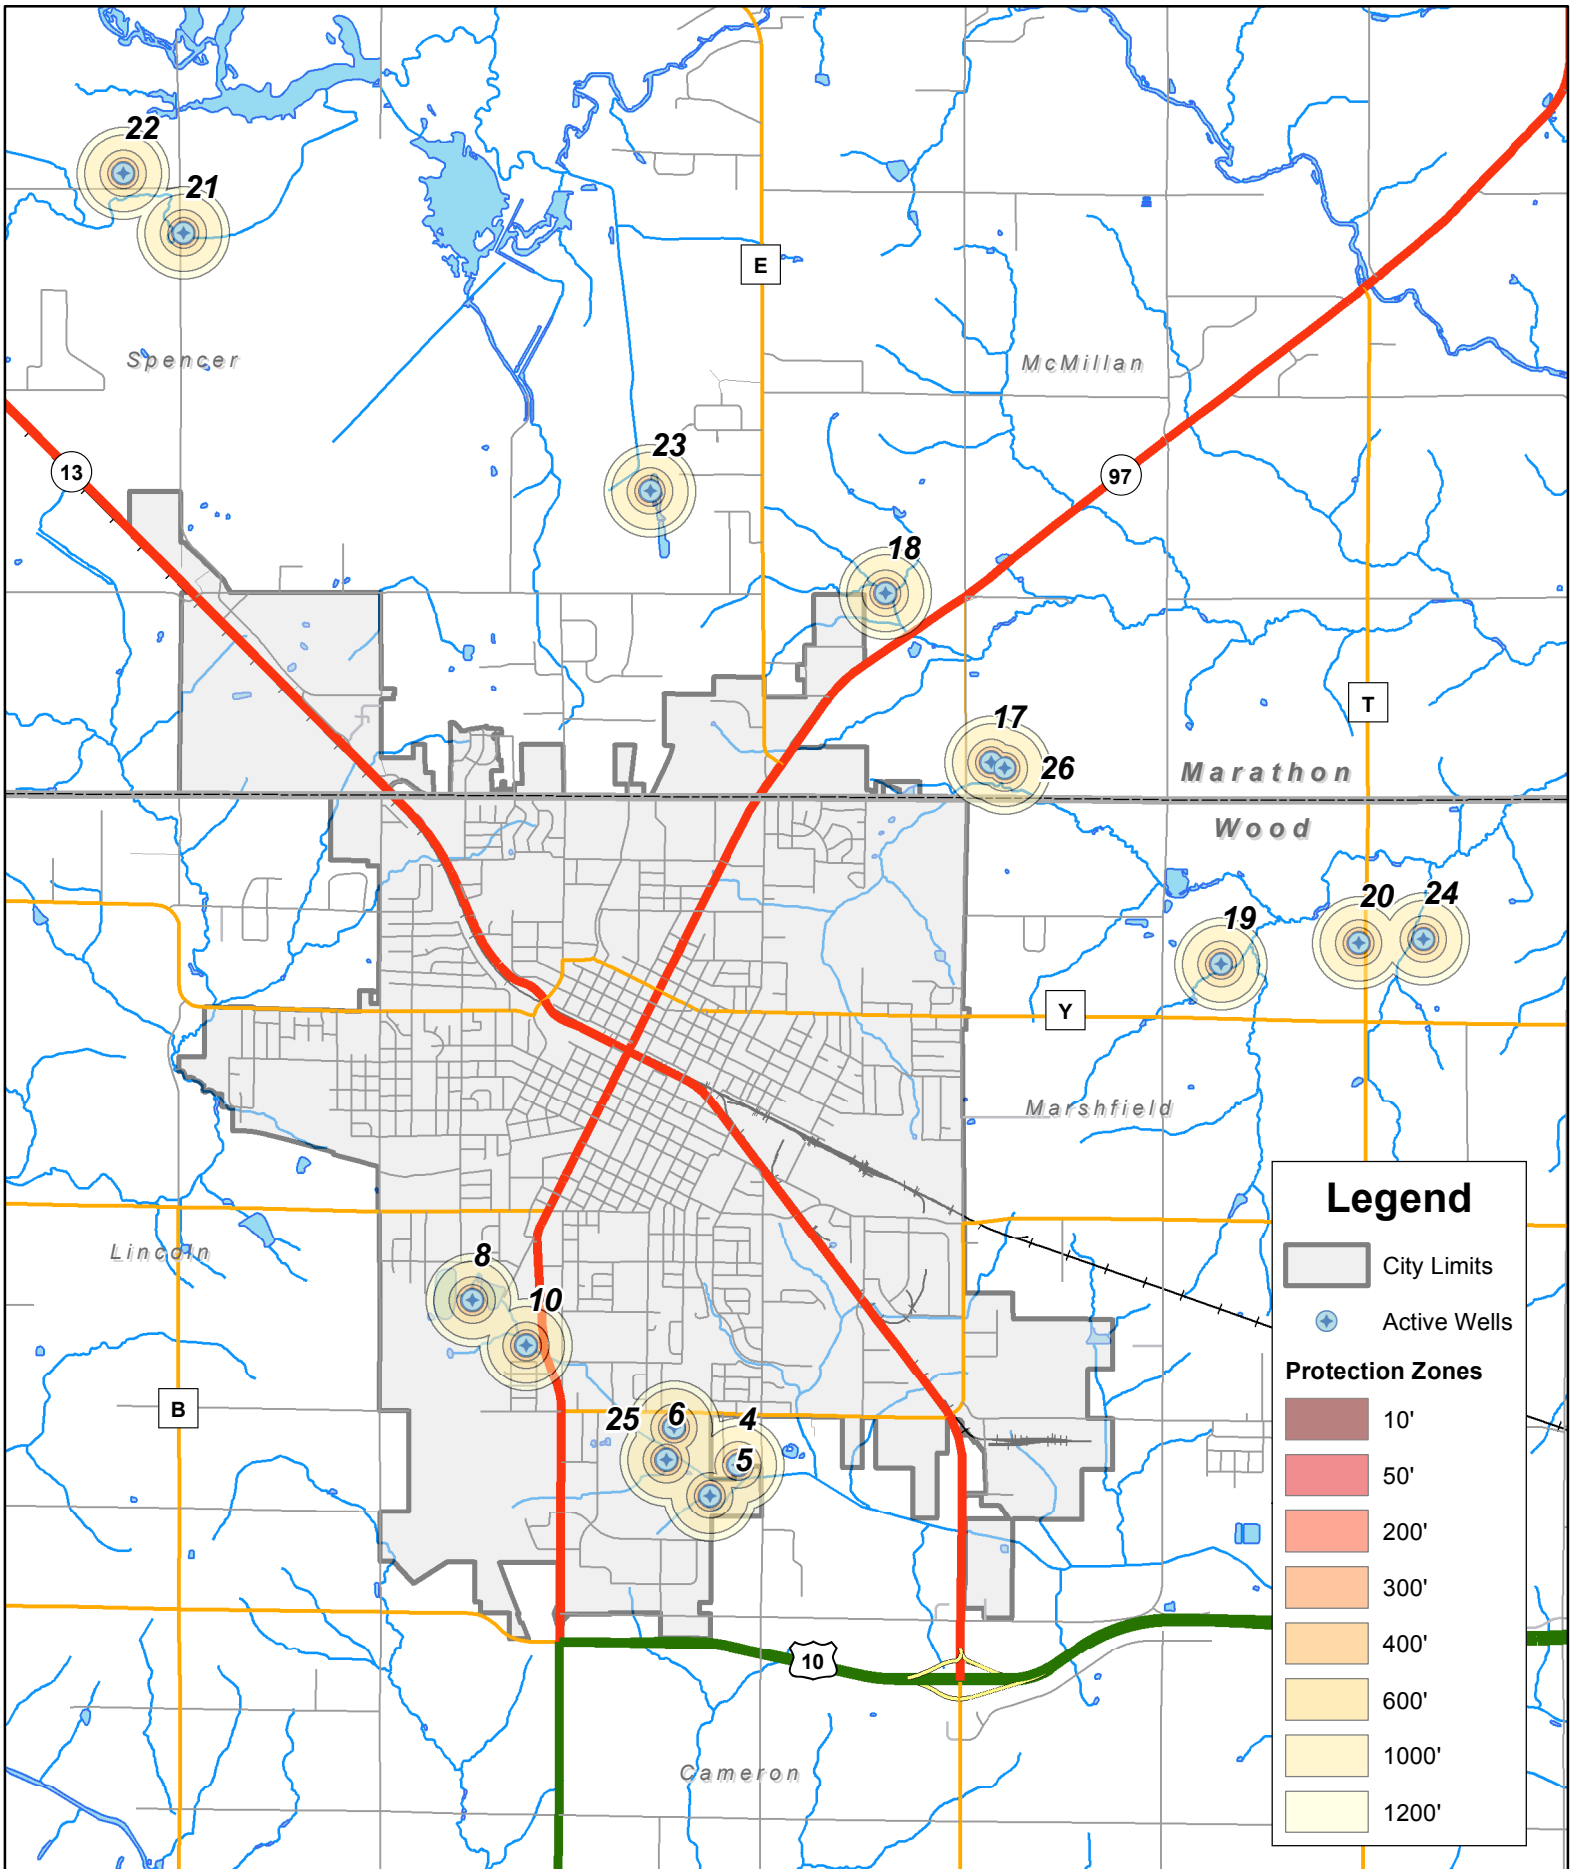 22
21
E
Spencer
McMillan
23
13
97
18
T
17
26
Marathon
Wood
20
24
19
Y
Marshfield
Legend
Lincoln
8
City Limits
10
Active Wells
Protection Zones
B
25
6
4
10'
5
50'
200'
300'
400'
10
600'
1000'
Cameron
1200'